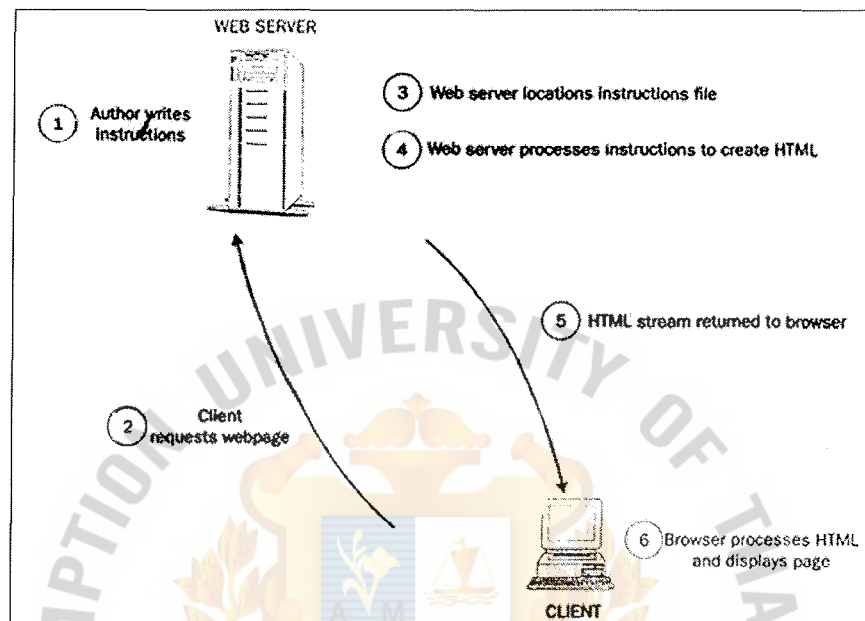 WEB SERVER
1 Author writes
instructions
3 Web server locations instructions file
4 Web server processes instructions to create HTML
5 HTML stream returned to browser
2 Client
requests webpage
6 Browser processes HTML
and displays page
CLIENT
UNIVERSITY OF
A M